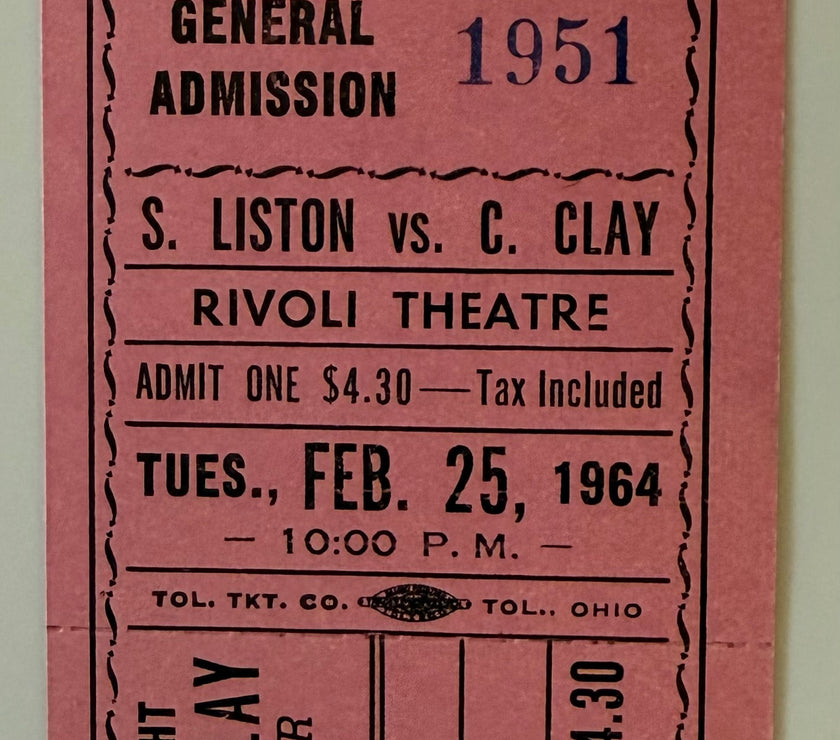 GENERAL 1951
ADMISSION
S. LISTON VS. C. CLAY
RIVOLI THEATRE
ADMIT ONE $4.30—Tax Included
TUES., FEB. 25, 1964
— 10:00 P. M. —
TOL. TKT. CO. TOL., OHIO